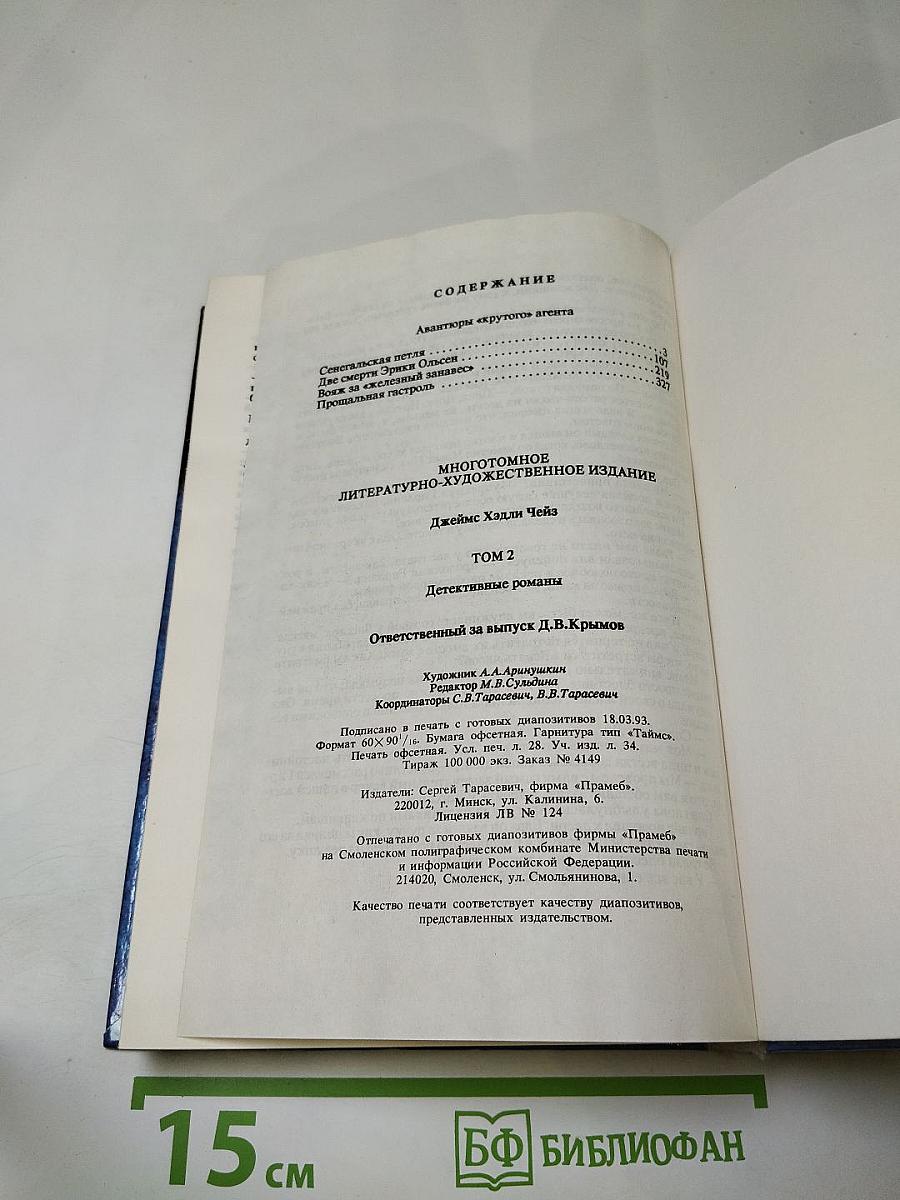 СОДЕРЖАНИЕ
Авантюры «крутого» агента
Сенегальская петля . . . . . . . . . . . . . . . . . . . . . . . . . . . . . . . 3
Две смерти Эрики Ольсен . . . . . . . . . . . . . . . . . . . . . . . . . . 107
Вояж за «железный занавес» . . . . . . . . . . . . . . . . . . . . . . . . 219
Прощальная гастроль . . . . . . . . . . . . . . . . . . . . . . . . . . . . . 327
МНОГОТОМНОЕ
ЛИТЕРАТУРНО-ХУДОЖЕСТВЕННОЕ ИЗДАНИЕ
Джеймс Хэдли Чейз
ТОМ 2
Детективные романы
Ответственный за выпуск Д.В.Крымов
Художник А.А.Аринушкин
Редактор М.В.Сульдина
Координаторы С.В.Тарасевич, В.В.Тарасевич
Подписано в печать с готовых диапозитивов 18.03.93.
Формат 60×90¹/₁₆. Бумага офсетная. Гарнитура тип «Таймс».
Печать офсетная. Усл. печ. л. 28. Уч. изд. л. 34.
Тираж 100 000 экз. Заказ № 4149
Издатели: Сергей Тарасевич, фирма «Прамеб».
220012, г. Минск, ул. Калинина, 6.
Лицензия ЛВ № 124
Отпечатано с готовых диапозитивов фирмы «Прамеб»
на Смоленском полиграфическом комбинате Министерства печати
и информации Российской Федерации.
214020, Смоленск, ул. Смольянинова, 1.
Качество печати соответствует качеству диапозитивов,
представленных издательством.
15 см
БФ БИБЛИОФАН